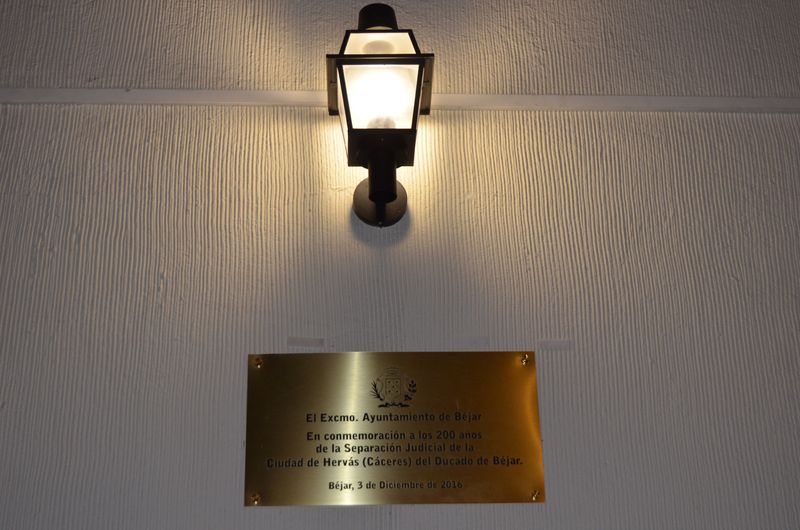 El Excmo. Ayuntamiento de Béjar
En conmemoración a los 200 años
de la Separación Judicial de la
Ciudad de Hervás (Cáceres) del Ducado de Béjar.
Béjar, 3 de Diciembre de 2016